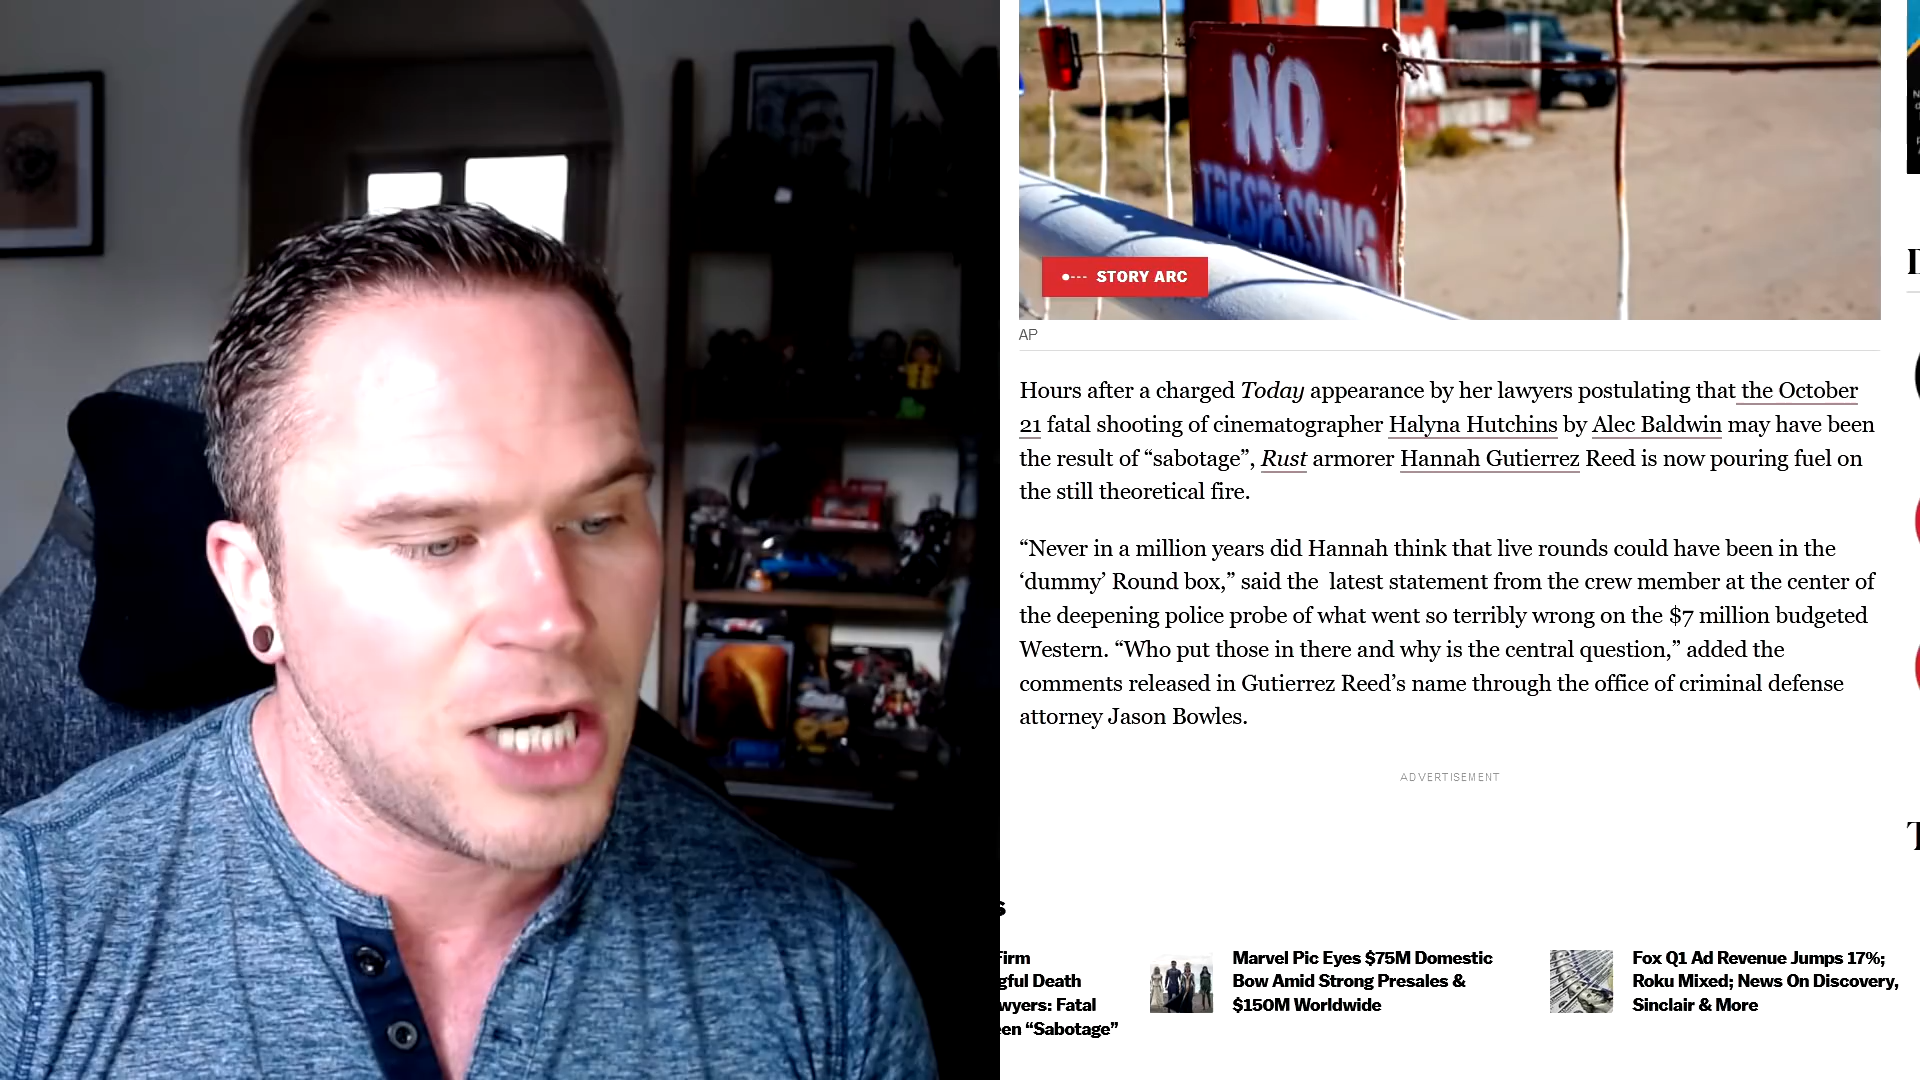 NO
TRESPASSING
STORY ARC
AP
Hours after a charged Today appearance by her lawyers postulating that the October
21 fatal shooting of cinematographer Halyna Hutchins by Alec Baldwin may have been
the result of “sabotage”, Rust armorer Hannah Gutierrez Reed is now pouring fuel on
the still theoretical fire.
“Never in a million years did Hannah think that live rounds could have been in the
‘dummy’ Round box,” said the latest statement from the crew member at the center of
the deepening police probe of what went so terribly wrong on the $7 million budgeted
Western. “Who put those in there and why is the central question,” added the
comments released in Gutierrez Reed’s name through the office of criminal defense
attorney Jason Bowles.
ADVERTISEMENT
s
Firm
gful Death
wyers: Fatal
en “Sabotage”
Marvel Pic Eyes $75M Domestic
Bow Amid Strong Presales &
$150M Worldwide
Fox Q1 Ad Revenue Jumps 17%;
Roku Mixed; News On Discovery,
Sinclair & More